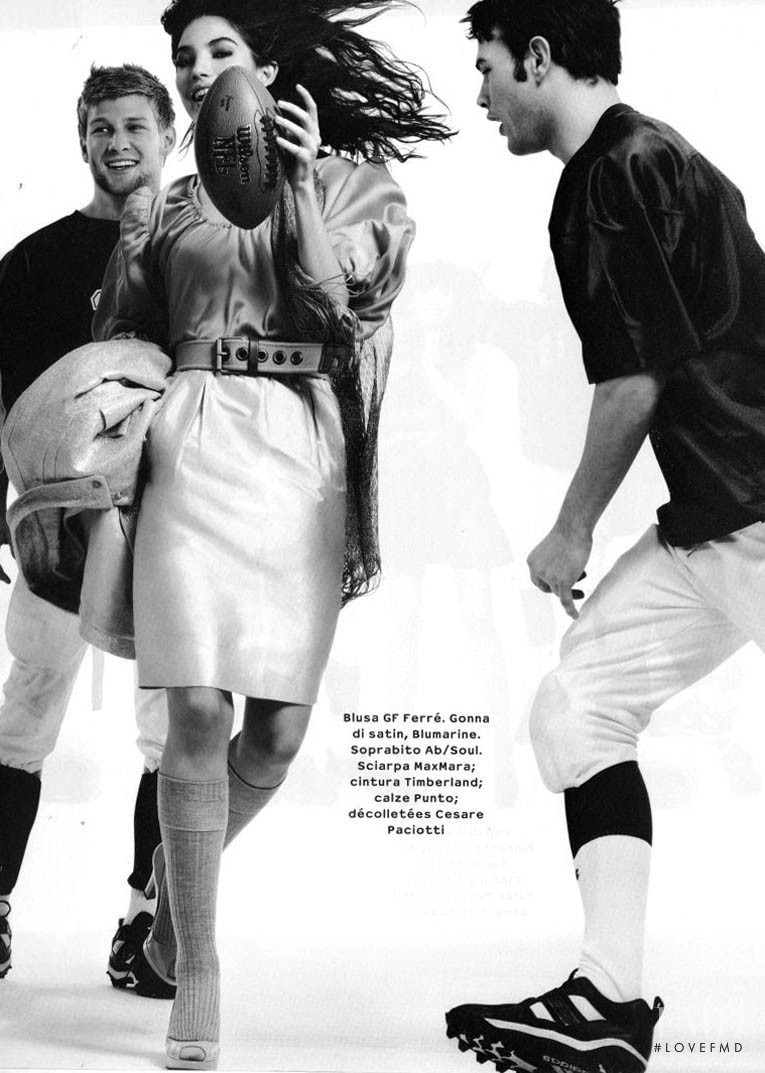 Wilson
NFL
Blusa GF Ferré. Gonna
di satin, Blumarine.
Soprabito Ab/Soul.
Sciarpa MaxMara;
cintura Timberland;
calze Punto;
décolletées Cesare
Paciotti
adidas
#LOVEFMD